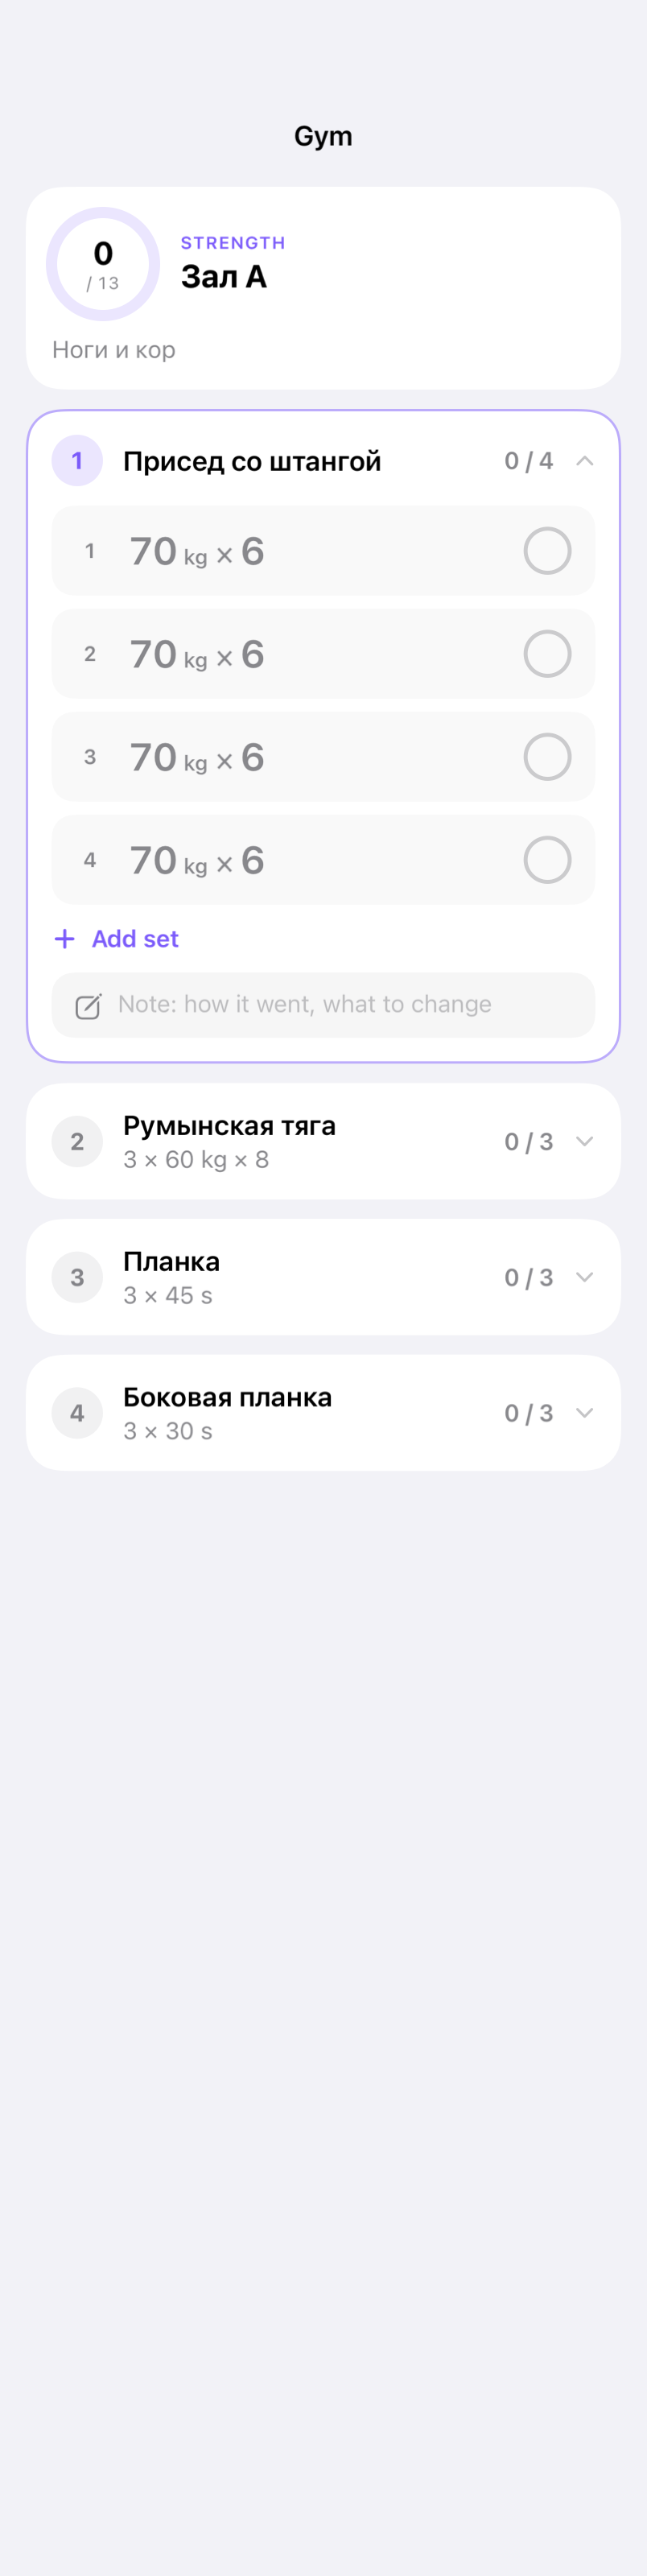 Gym
0
/ 13
STRENGTH
Зал А
Ноги и кор
1 Присед со штангой 0 / 4
1 70 kg × 6
2 70 kg × 6
3 70 kg × 6
4 70 kg × 6
+ Add set
Note: how it went, what to change
2 Румынская тяга 0 / 3
3 × 60 kg × 8
3 Планка 0 / 3
3 × 45 s
4 Боковая планка 0 / 3
3 × 30 s